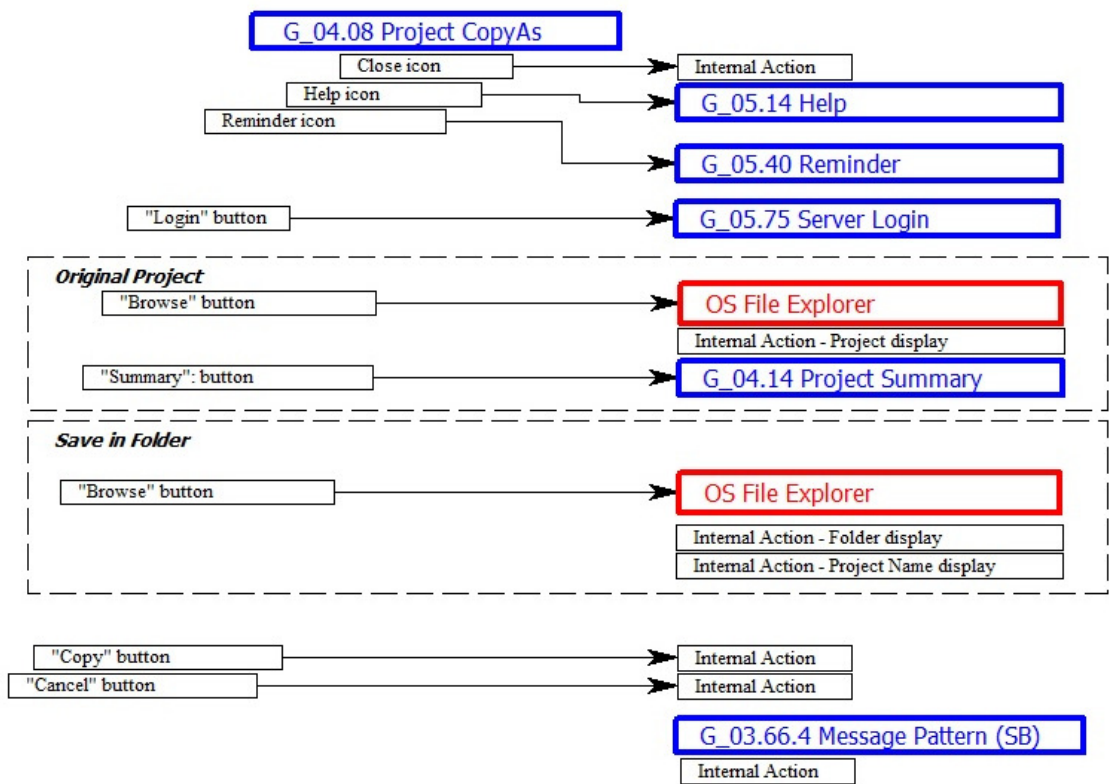 G_04.08 Project CopyAs
Close icon
Internal Action
Help icon
G_05.14 Help
Reminder icon
G_05.40 Reminder
"Login" button
G_05.75 Server Login
Original Project
"Browse" button
OS File Explorer
Internal Action - Project display
"Summary": button
G_04.14 Project Summary
Save in Folder
"Browse" button
OS File Explorer
Internal Action - Folder display
Internal Action - Project Name display
"Copy" button
Internal Action
"Cancel" button
Internal Action
G_03.66.4 Message Pattern (SB)
Internal Action